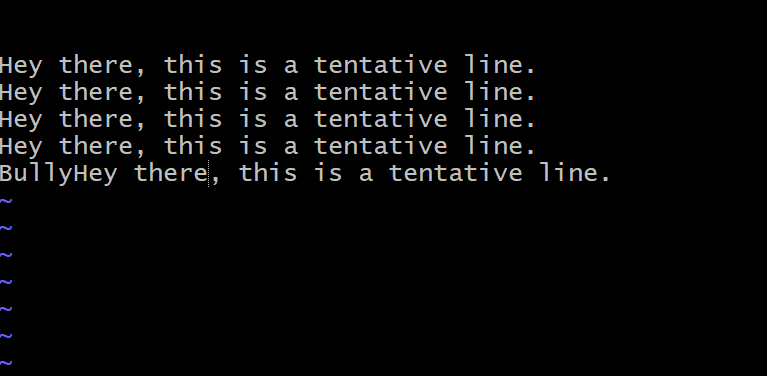 Hey there, this is a tentative line.
Hey there, this is a tentative line.
Hey there, this is a tentative line.
Hey there, this is a tentative line.
BullyHey there, this is a tentative line.
~
~
~
~
~
~
~